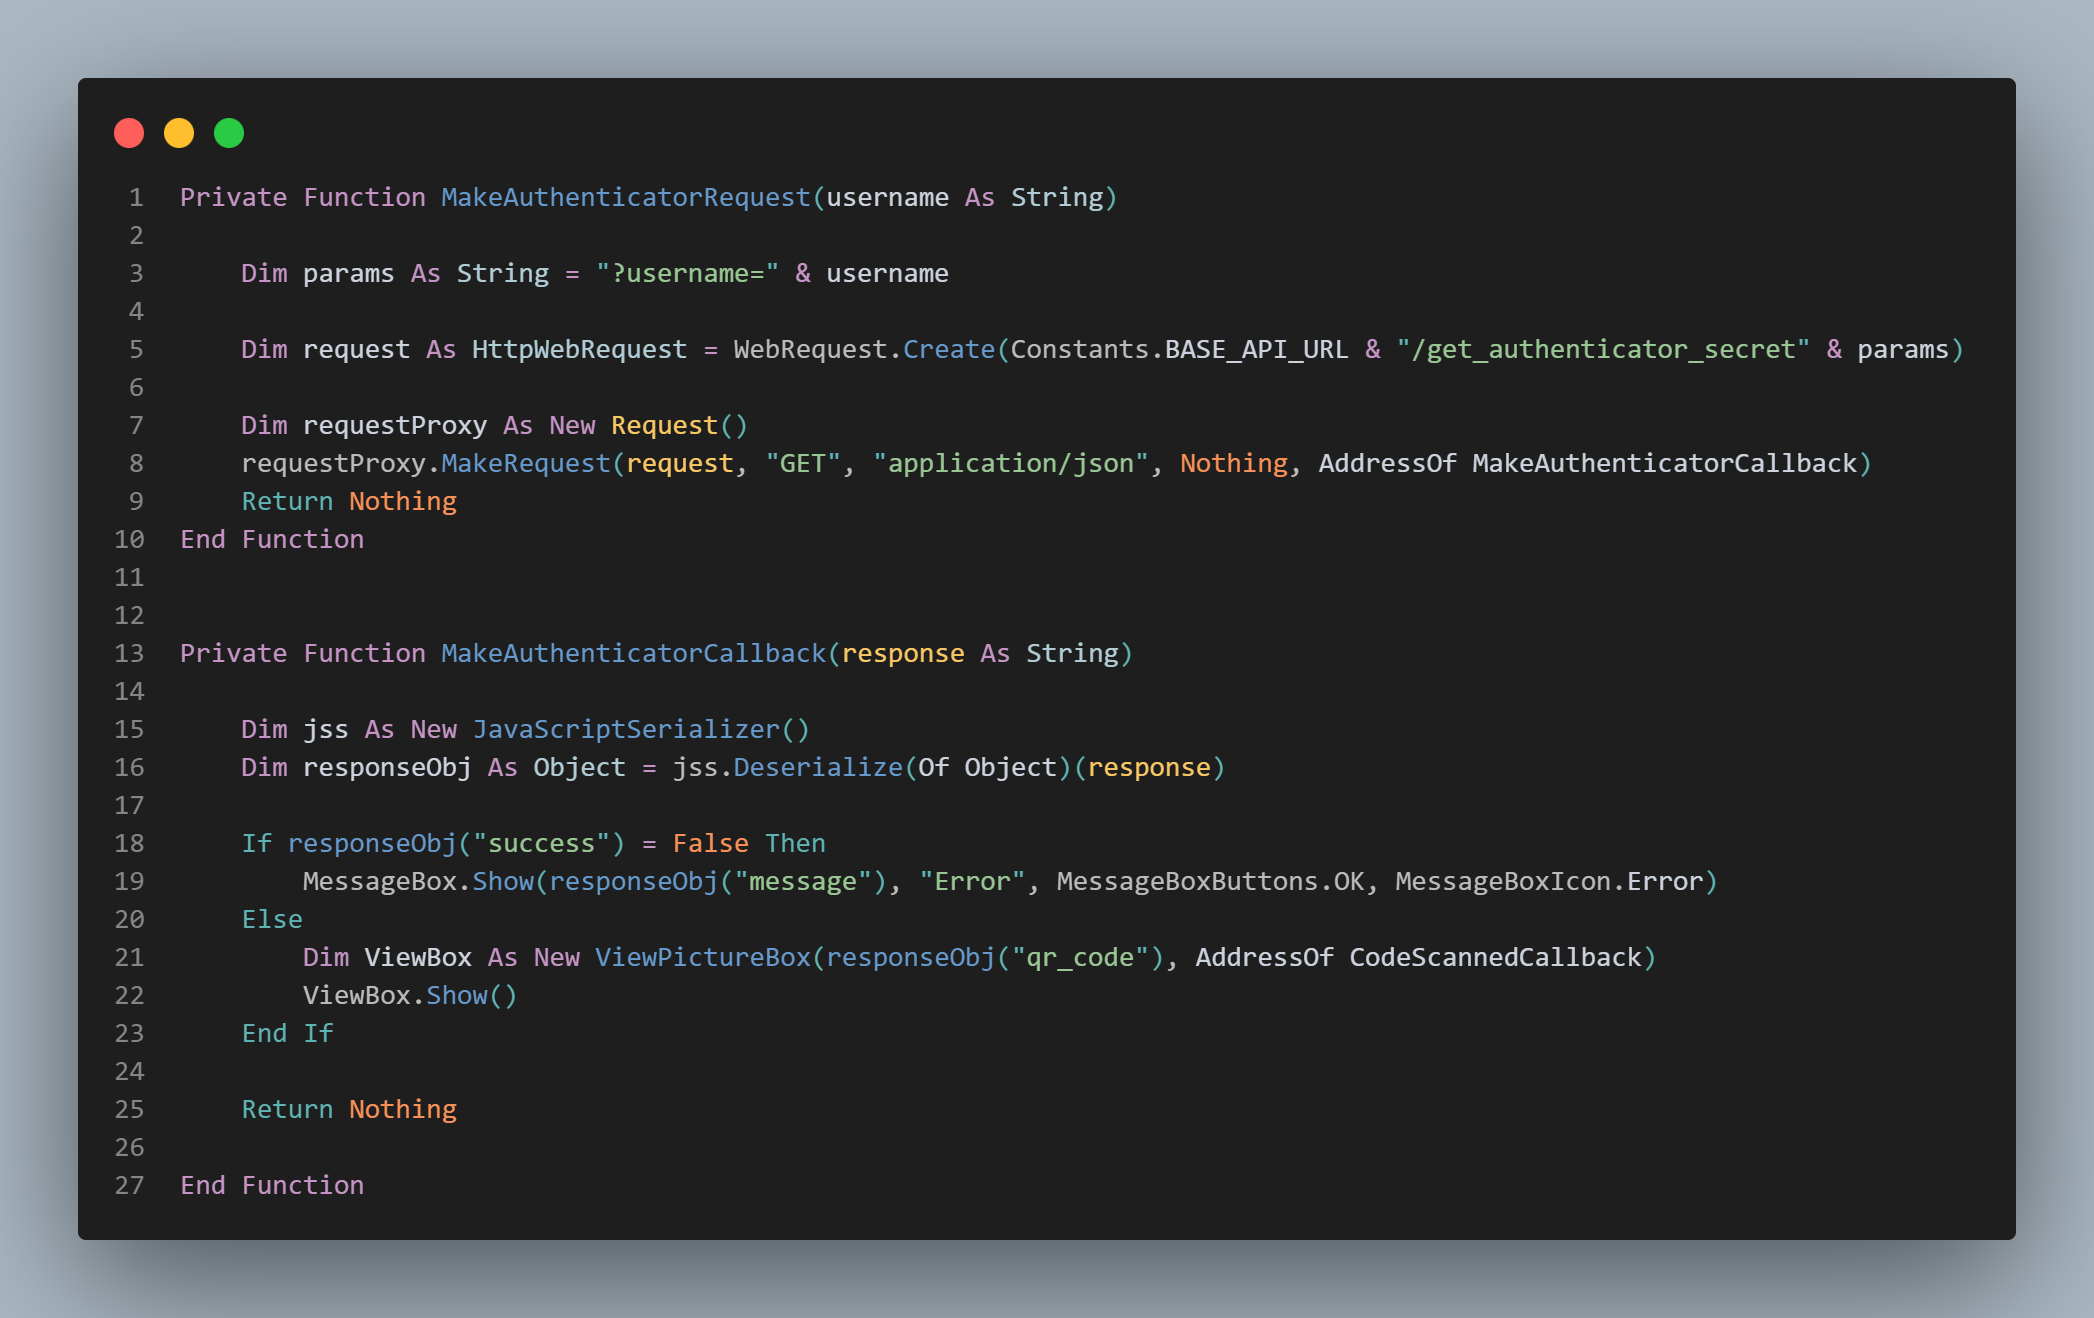 1 Private Function MakeAuthenticatorRequest(username As String)
2
3     Dim params As String = "?username=" & username
4
5     Dim request As HttpWebRequest = WebRequest.Create(Constants.BASE_API_URL & "/get_authenticator_secret" & params)
6
7     Dim requestProxy As New Request()
8     requestProxy.MakeRequest(request, "GET", "application/json", Nothing, AddressOf MakeAuthenticatorCallback)
9     Return Nothing
10 End Function
11
12
13 Private Function MakeAuthenticatorCallback(response As String)
14
15     Dim jss As New JavaScriptSerializer()
16     Dim responseObj As Object = jss.Deserialize(Of Object)(response)
17
18     If responseObj("success") = False Then
19         MessageBox.Show(responseObj("message"), "Error", MessageBoxButtons.OK, MessageBoxIcon.Error)
20     Else
21         Dim ViewBox As New ViewPictureBox(responseObj("qr_code"), AddressOf CodeScannedCallback)
22         ViewBox.Show()
23     End If
24
25     Return Nothing
26
27 End Function